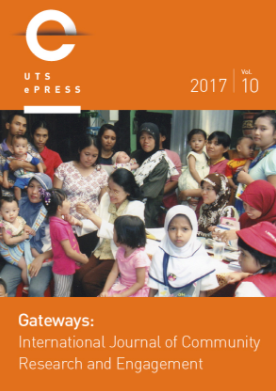 UTS
ePRESS
2017
Vol.
10
Gateways:
International Journal of Community
Research and Engagement